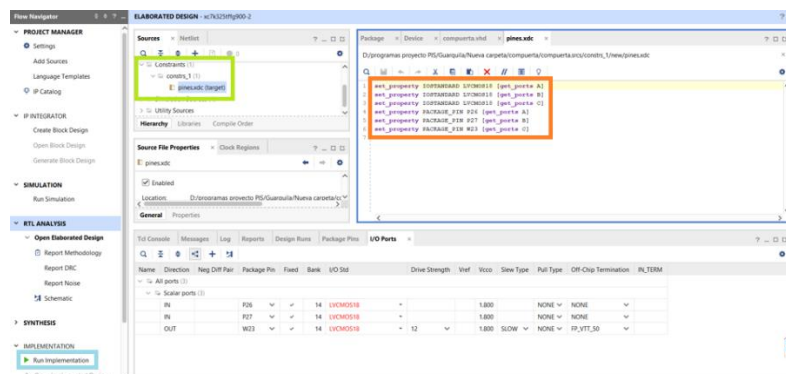 Flow Navigator
ELABORATED DESIGN - xc7k325tffg900-2
PROJECT MANAGER
Settings
Add Sources
Language Templates
IP Catalog
IP INTEGRATOR
Create Block Design
Open Block Design
Generate Block Design
SIMULATION
Run Simulation
RTL ANALYSIS
Open Elaborated Design
Report Methodology
Report DRC
Report Noise
Schematic
SYNTHESIS
IMPLEMENTATION
Run Implementation
Sources Netlist
Constraints (1)
constrs_1 (1)
pines.xdc (target)
Utility Sources
Hierarchy Libraries Compile Order
Source File Properties Clock Regions
pines.xdc
Enabled
Location: D:/programas proyecto PIS/Guarquila/Nueva carpeta/co
General Properties
Package Device compuerta.vhd pines.xdc
D:/programas proyecto PIS/Guarquila/Nueva carpeta/compuerta/compuerta.srcs/constrs_1/new/pines.xdc
set_property IOSTANDARD LVCMOS18 [get_ports A]
set_property IOSTANDARD LVCMOS18 [get_ports B]
set_property IOSTANDARD LVCMOS18 [get_ports C]
set_property PACKAGE_PIN P26 [get_ports A]
set_property PACKAGE_PIN P27 [get_ports B]
set_property PACKAGE_PIN W23 [get_ports C]
Tcl Console Messages Log Reports Design Runs Package Pins I/O Ports
Name Direction Neg Diff Pair Package Pin Fixed Bank I/O Std Drive Strength Vref Vcco Slew Type Pull Type Off-Chip Termination IN_TERM
All ports (3)
Scalar ports (3)
IN P26 14 LVCMOS18 1.800 NONE NONE
IN P27 14 LVCMOS18 1.800 NONE NONE
OUT W23 14 LVCMOS18 12 1.800 SLOW NONE FP_VTT_50